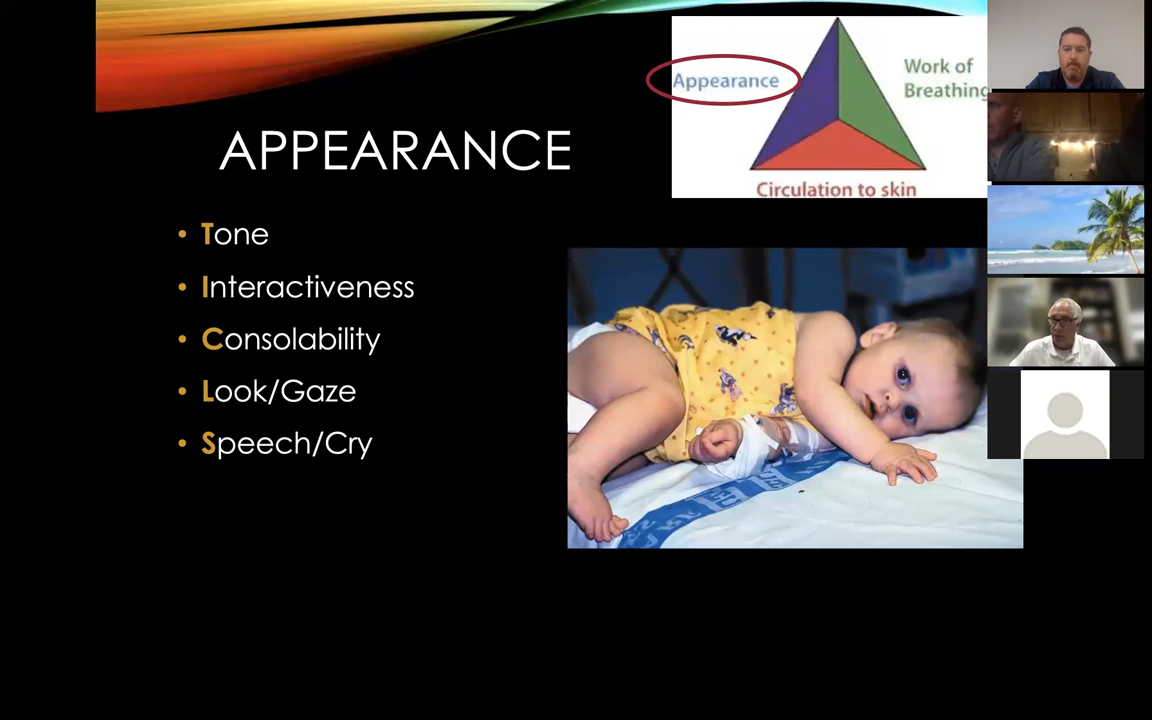 Appearance
Work of
Breathing
Circulation to skin
APPEARANCE
• Tone
• Interactiveness
• Consolability
• Look/Gaze
• Speech/Cry